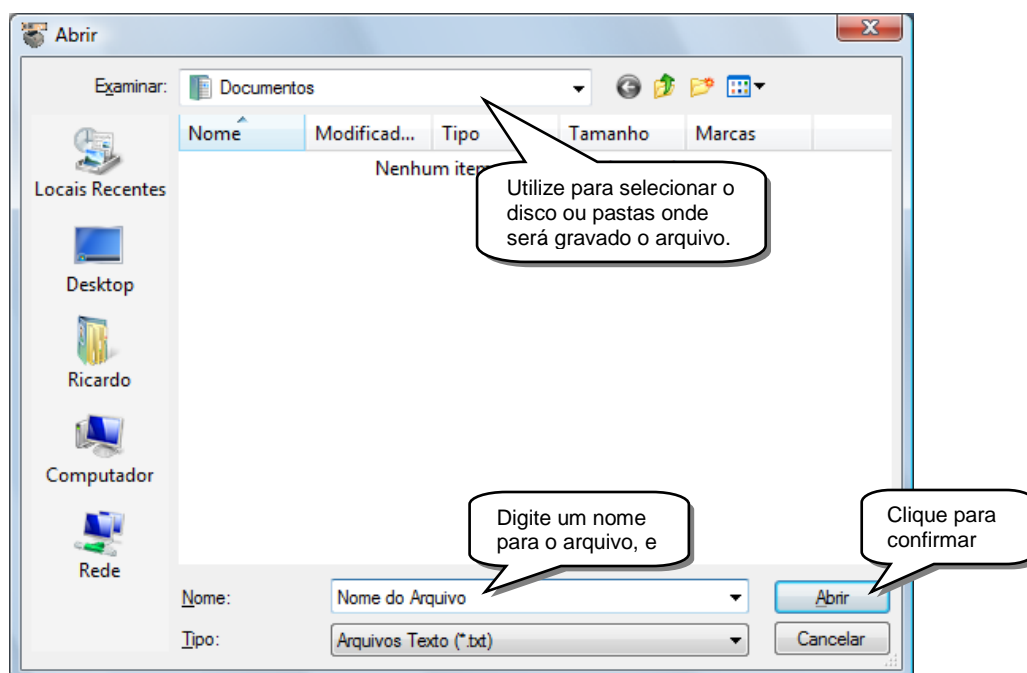 Abrir
Examinar:
Documentos
Nome
Modificad...
Tipo
Tamanho
Marcas
Nenhum item
Utilize para selecionar o
disco ou pastas onde
será gravado o arquivo.
Locais Recentes
Desktop
Ricardo
Computador
Rede
Digite um nome
para o arquivo, e
Clique para
confirmar
Nome:
Nome do Arquivo
Abrir
Tipo:
Arquivos Texto (*.txt)
Cancelar